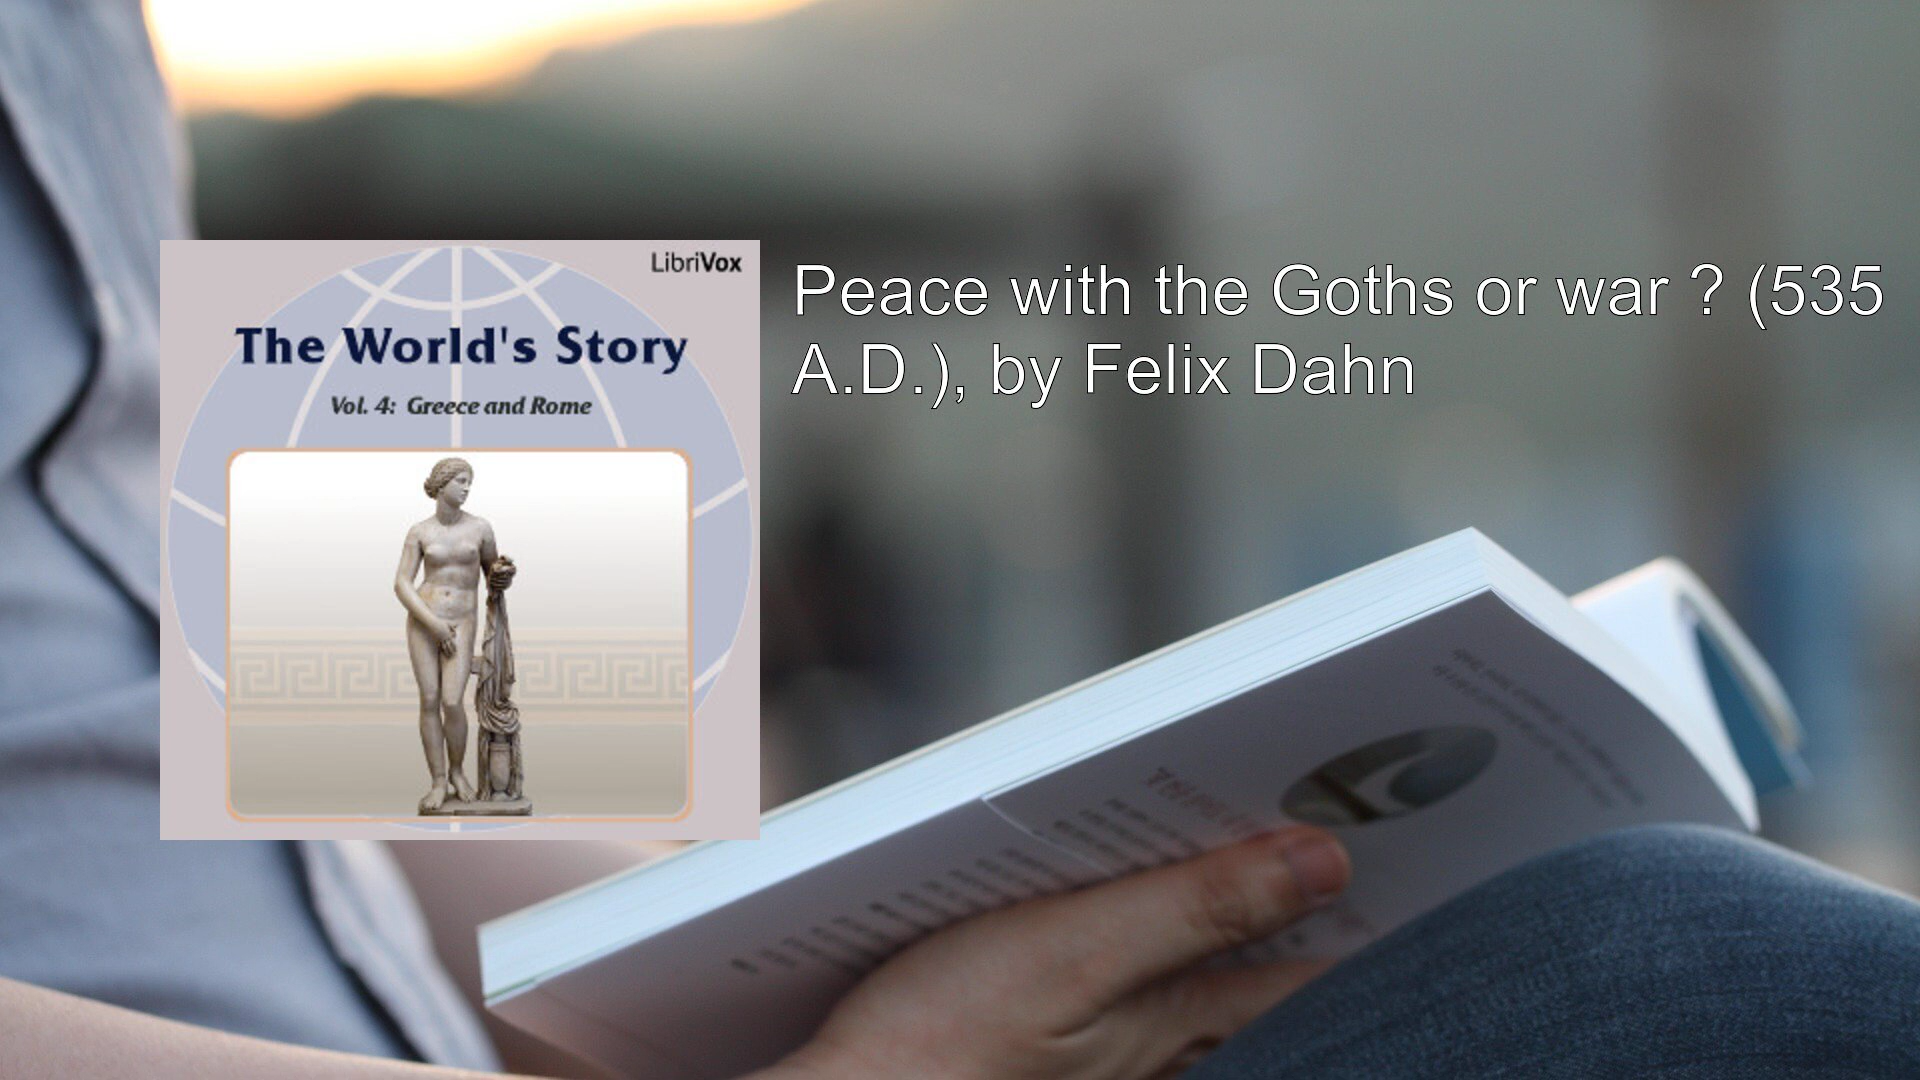 LibriVox
The World's Story
Vol. 4: Greece and Rome
Peace with the Goths or war ? (535
A.D.), by Felix Dahn